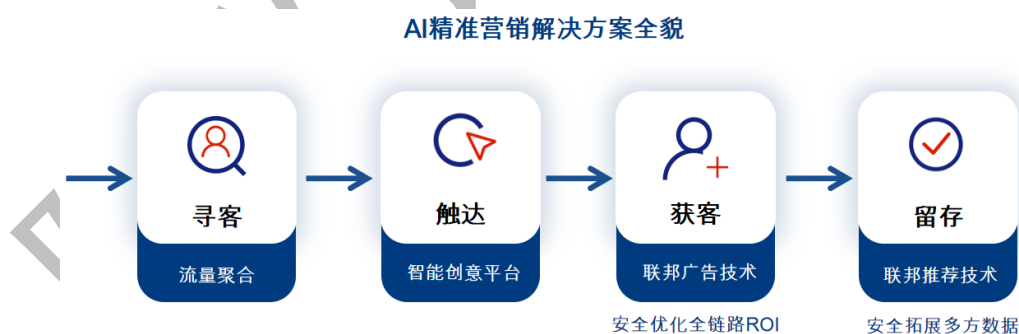 AI精准营销解决方案全貌
寻客
触达
获客
留存
流量聚合
智能创意平台
联邦广告技术
联邦推荐技术
安全优化全链路ROI
安全拓展多方数据